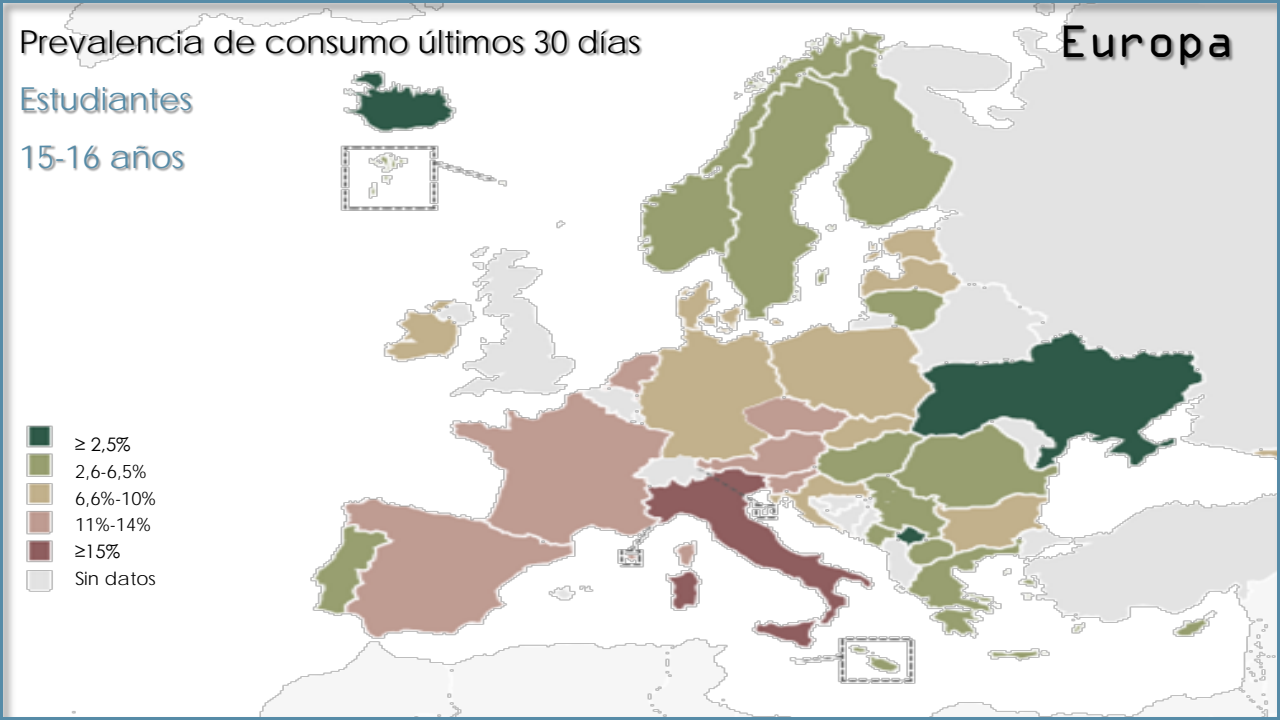 Prevalencia de consumo últimos 30 días
Europa
Estudiantes
15-16 años
≥ 2,5%
2,6-6,5%
6,6%-10%
11%-14%
≥15%
Sin datos